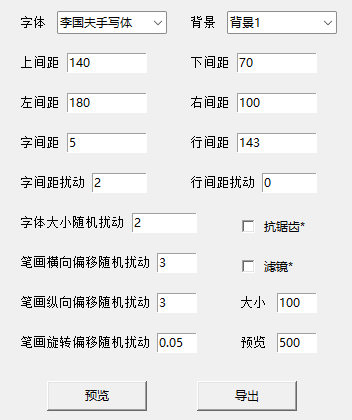 字体 李国夫手写体 背景 背景1
上间距 140 下间距 70
左间距 180 右间距 100
字间距 5 行间距 143
字间距扰动 2 行间距扰动 0
字体大小随机扰动 2 抗锯齿*
笔画横向偏移随机扰动 3 滤镜*
笔画纵向偏移随机扰动 3 大小 100
笔画旋转偏移随机扰动 0.05 预览 500
预览 导出